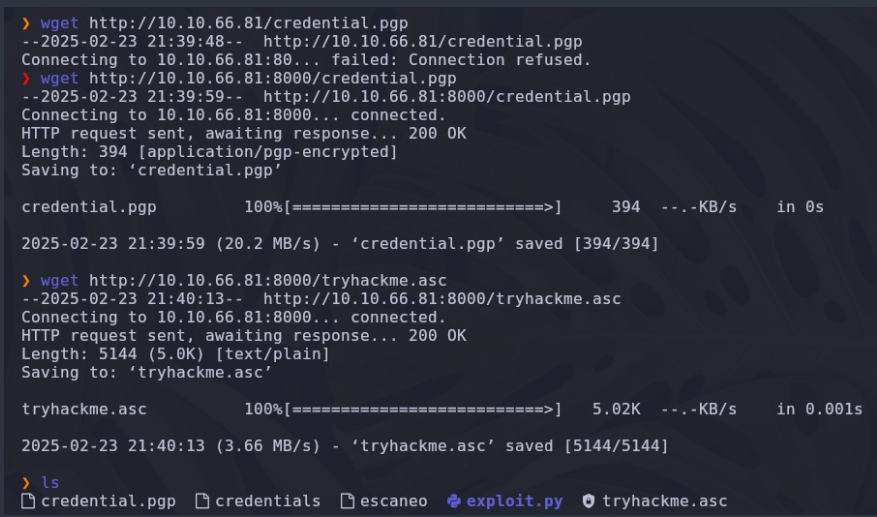 ❯ wget http://10.10.66.81/credential.pgp
--2025-02-23 21:39:48--  http://10.10.66.81/credential.pgp
Connecting to 10.10.66.81:80... failed: Connection refused.
❯ wget http://10.10.66.81:8000/credential.pgp
--2025-02-23 21:39:59--  http://10.10.66.81:8000/credential.pgp
Connecting to 10.10.66.81:8000... connected.
HTTP request sent, awaiting response... 200 OK
Length: 394 [application/pgp-encrypted]
Saving to: ‘credential.pgp’
credential.pgp         100%[==========================>]     394  --.-KB/s    in 0s
2025-02-23 21:39:59 (20.2 MB/s) - ‘credential.pgp’ saved [394/394]
❯ wget http://10.10.66.81:8000/tryhackme.asc
--2025-02-23 21:40:13--  http://10.10.66.81:8000/tryhackme.asc
Connecting to 10.10.66.81:8000... connected.
HTTP request sent, awaiting response... 200 OK
Length: 5144 (5.0K) [text/plain]
Saving to: ‘tryhackme.asc’
tryhackme.asc          100%[==========================>]   5.02K  --.-KB/s    in 0.001s
2025-02-23 21:40:13 (3.66 MB/s) - ‘tryhackme.asc’ saved [5144/5144]
❯ ls
credential.pgp  credentials  escaneo  exploit.py  tryhackme.asc